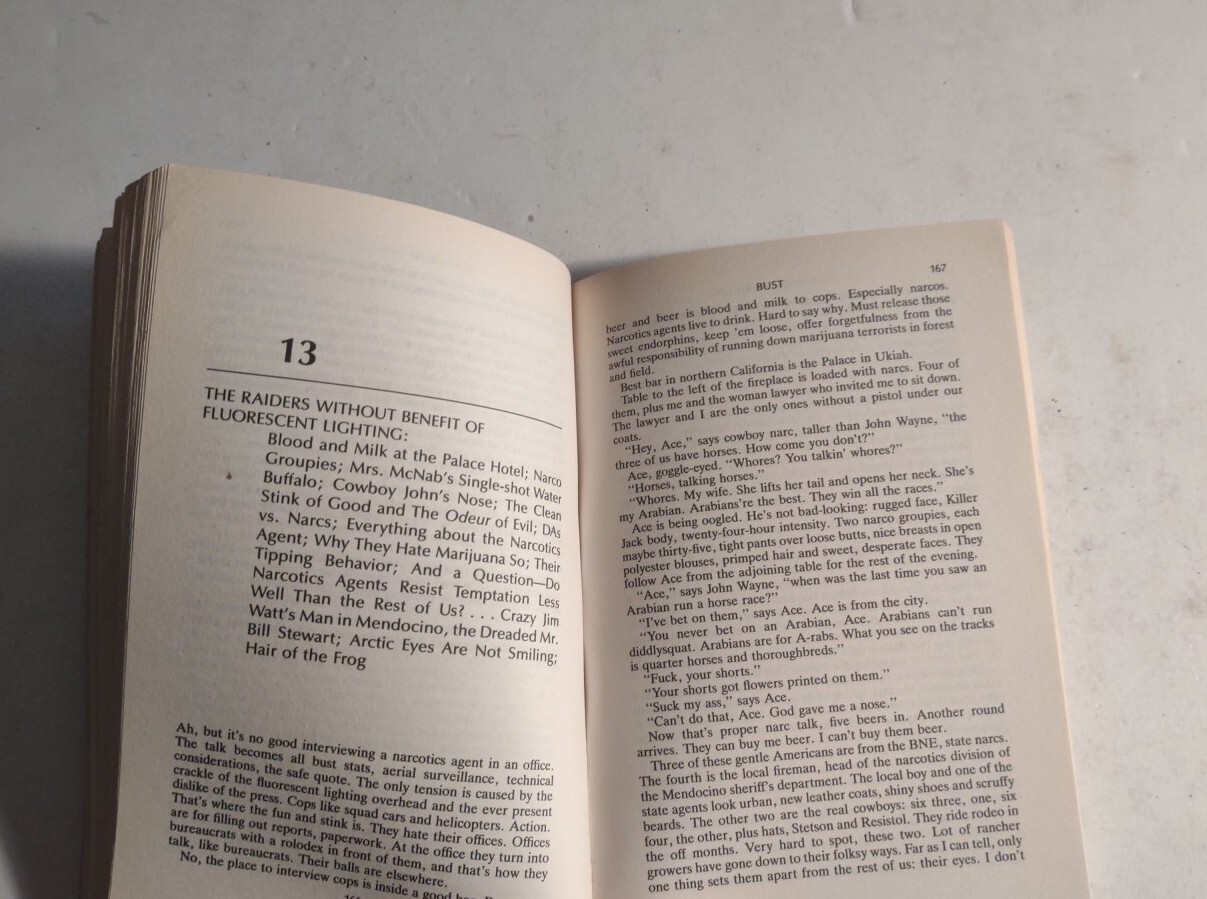 13
THE RAIDERS WITHOUT BENEFIT OF
FLUORESCENT LIGHTING:
Blood and Milk at the Palace Hotel; Narco
Groupies; Mrs. McNab's Single-shot Water
Buffalo; Cowboy John's Nose; The Clean
Stink of Good and The Odeur of Evil; DAs
vs. Narcs; Everything about the Narcotics
Agent; Why They Hate Marijuana So; Their
Tipping Behavior; And a Question—Do
Narcotics Agents Resist Temptation Less
Well Than the Rest of Us? . . . Crazy Jim
Watt's Man in Mendocino, the Dreaded Mr.
Bill Stewart; Arctic Eyes Are Not Smiling;
Hair of the Frog
Ah, but it's no good interviewing a narcotics agent in an office.
The talk becomes all bust stats, aerial surveillance, technical
considerations, the safe quote. The only tension is caused by the
crackle of the fluorescent lighting overhead and the ever present
dislike of the press. Cops like squad cars and helicopters. Action.
That's where the fun and stink is. They hate their offices. Offices
are for filling out reports, paperwork. At the office they turn into
bureaucrats with a rolodex in front of them, and that's how they
talk, like bureaucrats. Their balls are elsewhere.
No, the place to interview cops is inside a good
BUST
167
beer and beer is blood and milk to cops. Especially narcos.
Narcotics agents live to drink. Hard to say why. Must release those
sweet endorphins, keep 'em loose, offer forgetfulness from the
awful responsibility of running down marijuana terrorists in forest
and field.
Best bar in northern California is the Palace in Ukiah.
Table to the left of the fireplace is loaded with narcs. Four of
them, plus me and the woman lawyer who invited me to sit down.
The lawyer and I are the only ones without a pistol under our
coats.
"Hey, Ace," says cowboy narc, taller than John Wayne, "the
three of us have horses. How come you don't?"
Ace, goggle-eyed. "Whores? You talkin' whores?"
"Horses, talking horses."
"Whores. My wife. She lifts her tail and opens her neck. She's
my Arabian. Arabians're the best. They win all the races."
Ace is being oogled. He's not bad-looking: rugged face, Killer
Jack body, twenty-four-hour intensity. Two narco groupies, each
maybe thirty-five, tight pants over loose butts, nice breasts in open
polyester blouses, primped hair and sweet, desperate faces. They
follow Ace from the adjoining table for the rest of the evening.
"Ace," says John Wayne, "when was the last time you saw an
Arabian run a horse race?"
"I've bet on them," says Ace. Ace is from the city.
"You never bet on an Arabian, Ace. Arabians can't run
diddlysquat. Arabians are for A-rabs. What you see on the tracks
is quarter horses and thoroughbreds."
"Fuck, your shorts."
"Your shorts got flowers printed on them."
"Suck my ass," says Ace.
"Can't do that, Ace. God gave me a nose."
Now that's proper narc talk, five beers in. Another round
arrives. They can buy me beer. I can't buy them beer.
Three of these gentle Americans are from the BNE, state narcs.
The fourth is the local fireman, head of the narcotics division of
the Mendocino sheriff's department. The local boy and one of the
state agents look urban, new leather coats, shiny shoes and scruffy
beards. The other two are the real cowboys: six three, one, six
four, the other, plus hats, Stetson and Resistol. They ride rodeo in
the off months. Very hard to spot, these two. Lot of rancher
growers have gone down to their folksy ways. Far as I can tell, only
one thing sets them apart from the rest of us: their eyes. I don't